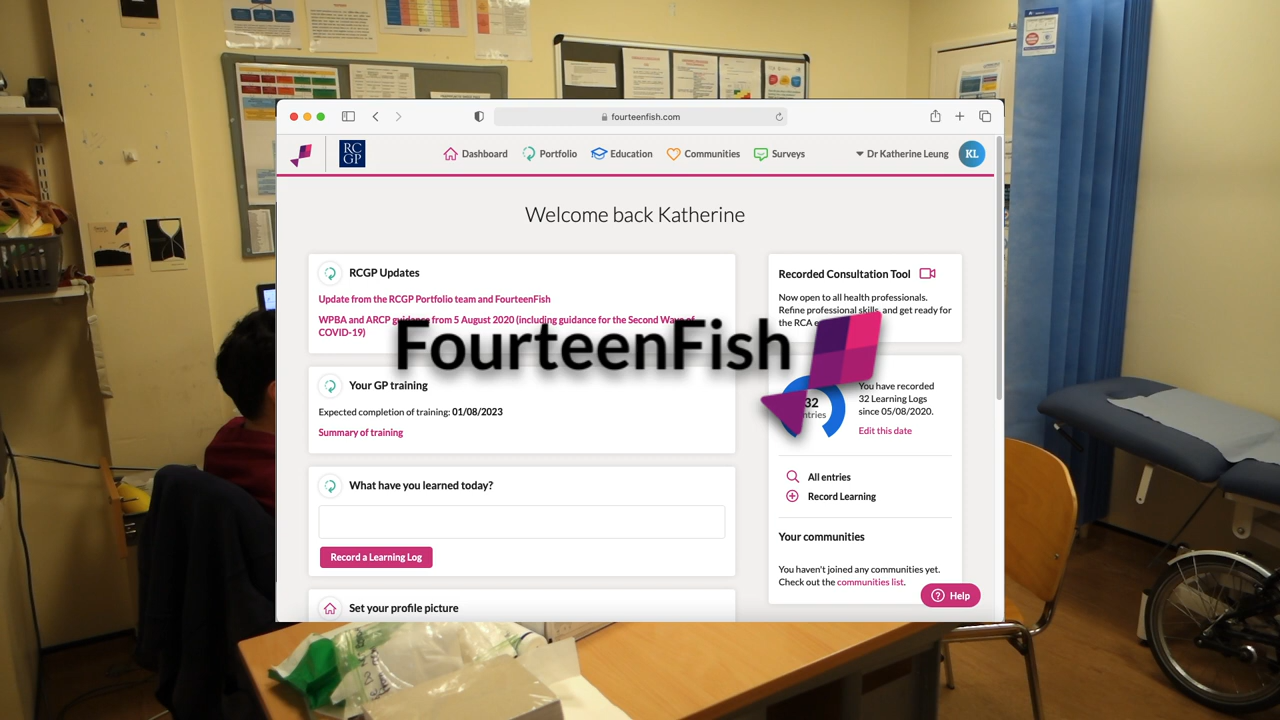 fourteenfish.com
RC
GP
Dashboard
Portfolio
Education
Communities
Surveys
Dr Katherine Leung
KL
Welcome back Katherine
RCGP Updates
Update from the RCGP Portfolio team and FourteenFish
WPBA and ARCP guidance from 5 August 2020 (including guidance for the Second Wave of
COVID-19)
Recorded Consultation Tool
Now open to all health professionals.
Refine professional skills, and get ready for
the RCA
FourteenFish
Your GP training
Expected completion of training: 01/08/2023
Summary of training
32
entries
You have recorded
32 Learning Logs
since 05/08/2020.
Edit this date
What have you learned today?
Record a Learning Log
All entries
Record Learning
Your communities
You haven't joined any communities yet.
Check out the communities list.
Help
Set your profile picture